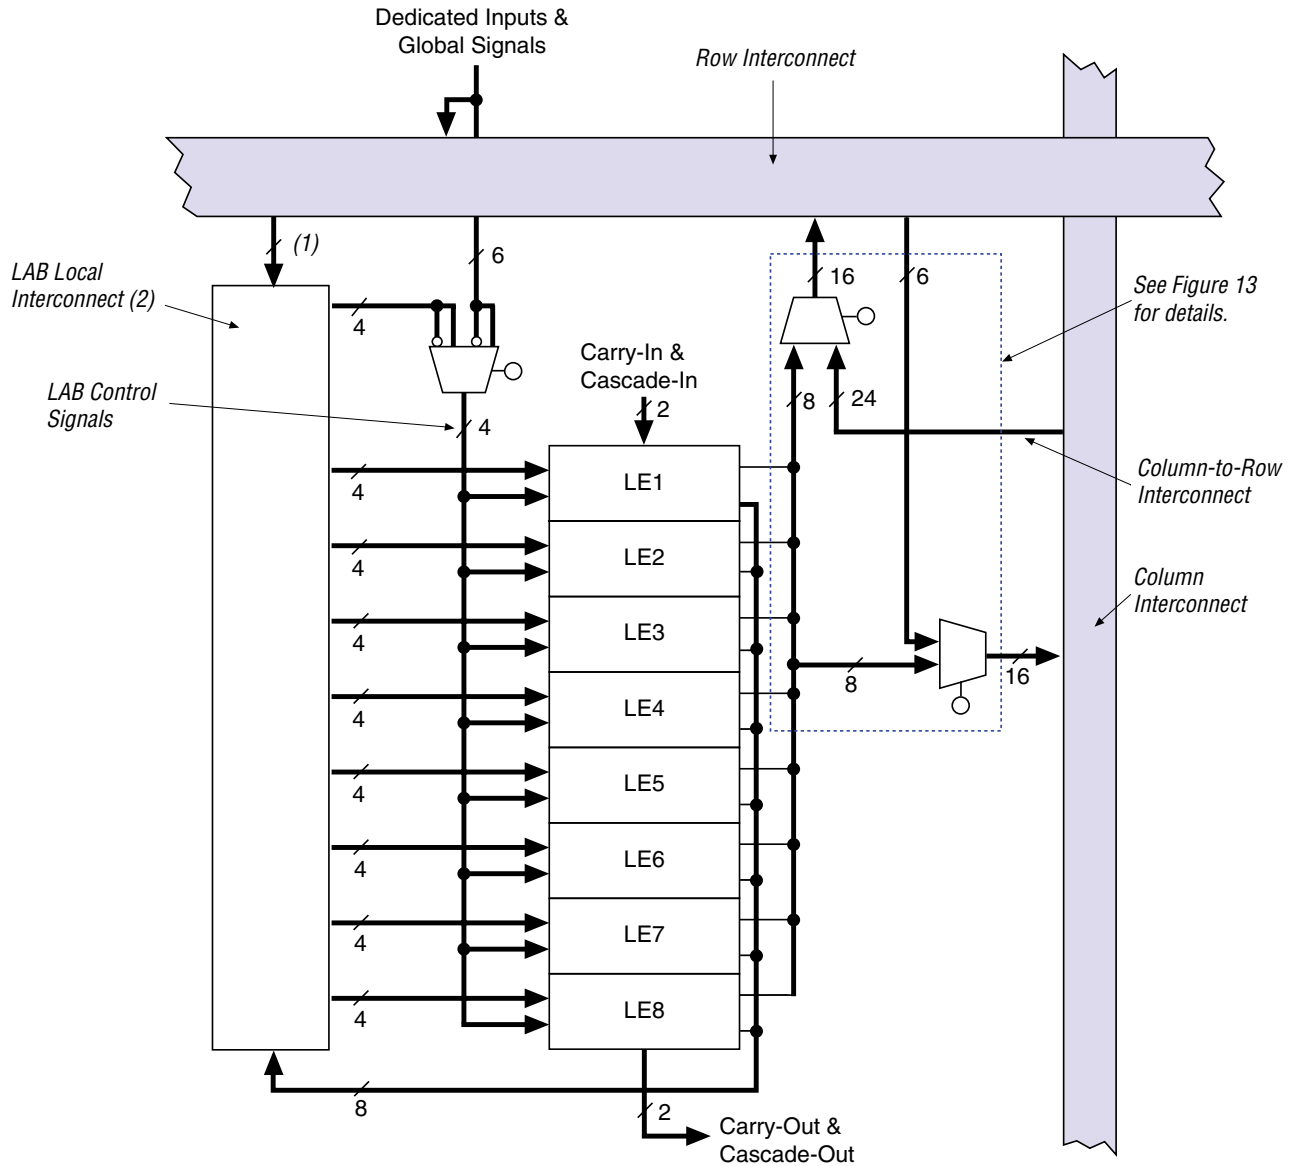 Dedicated Inputs &
Global Signals
Row Interconnect
(1)
6
16
6
LAB Local
Interconnect (2)
See Figure 13
for details.
4
Carry-In &
Cascade-In
2
8
24
LAB Control
Signals
4
Column-to-Row
Interconnect
4
LE1
4
LE2
Column
Interconnect
4
LE3
8
16
4
LE4
4
LE5
4
LE6
4
LE7
4
LE8
8
2
Carry-Out &
Cascade-Out